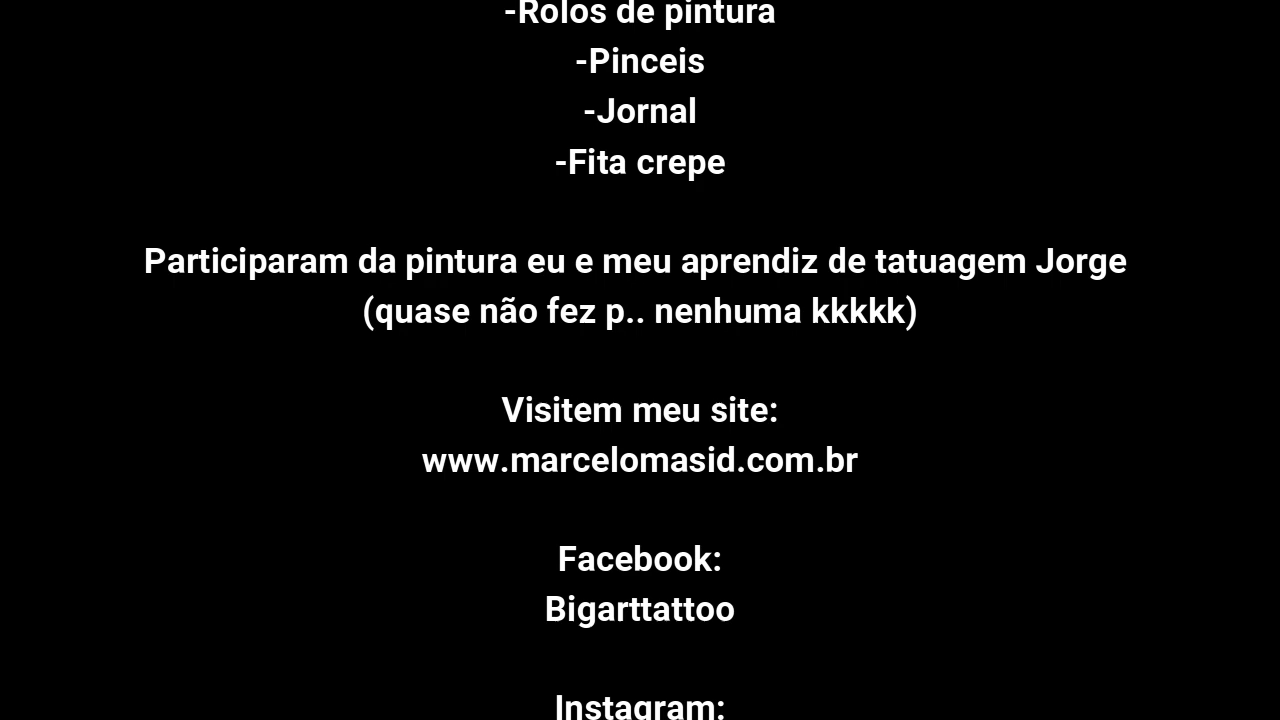 -Rolos de pintura
-Pinceis
-Jornal
-Fita crepe
Participaram da pintura eu e meu aprendiz de tatuagem Jorge
(quase não fez p.. nenhuma kkkkk)
Visitem meu site:
www.marcelomasid.com.br
Facebook:
Bigarttattoo
Instagram: